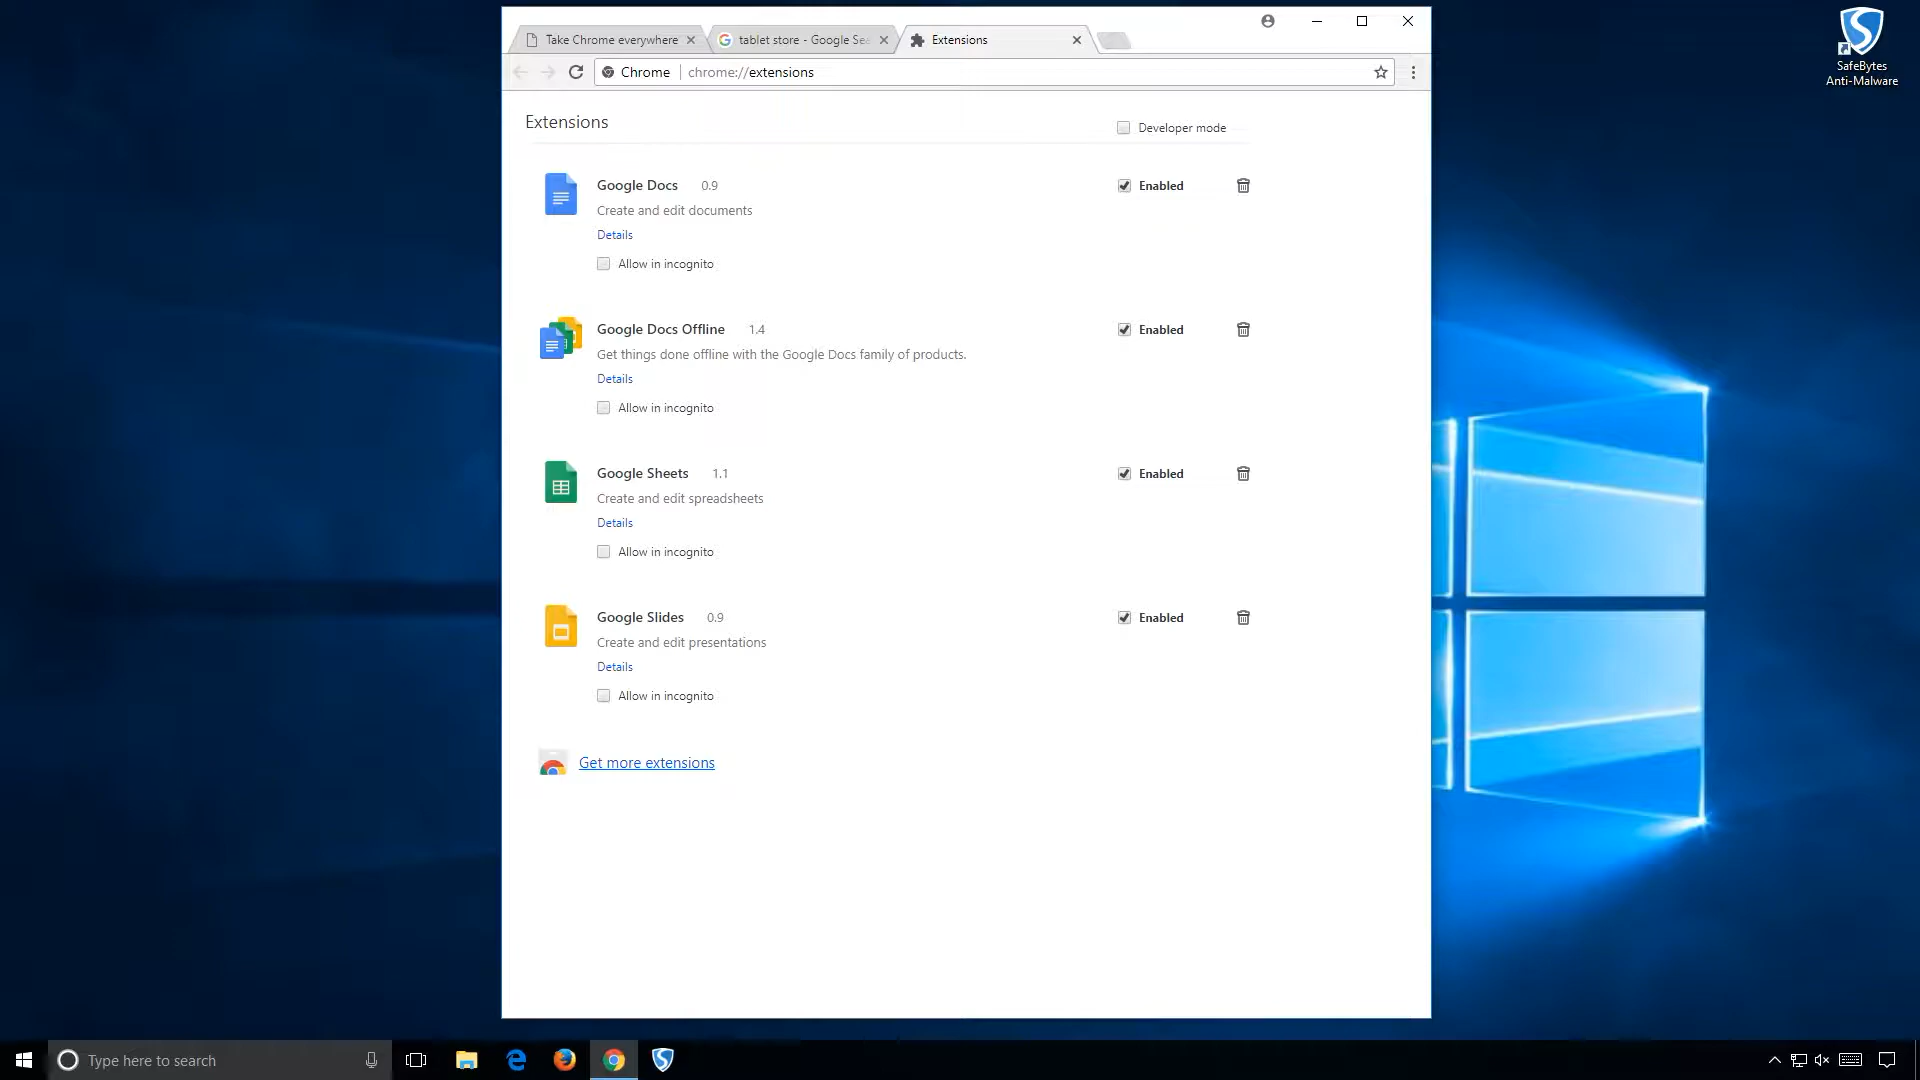 Take Chrome everywhere
tablet store - Google Sea
Extensions
Chrome
chrome://extensions
SafeBytes
Anti-Malware
Extensions
Developer mode
Google Docs 0.9
Enabled
Create and edit documents
Details
Allow in incognito
Google Docs Offline 1.4
Enabled
Get things done offline with the Google Docs family of products.
Details
Allow in incognito
Google Sheets 1.1
Enabled
Create and edit spreadsheets
Details
Allow in incognito
Google Slides 0.9
Enabled
Create and edit presentations
Details
Allow in incognito
Get more extensions
Type here to search